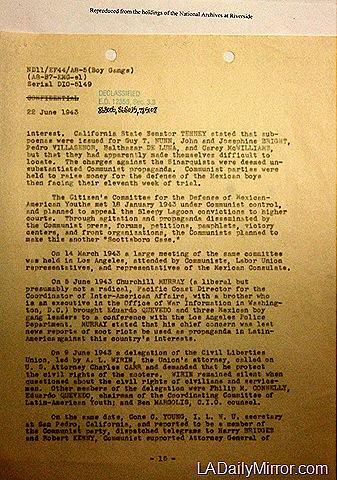 Reproduced from the holdings of the National Archives at Riverside
ND11/EF44/A8-5(Boy Gangs)
(A8-B7-EMG-el)
Serial DIO-5149
CONFIDENTIAL
DECLASSIFIED
E.O. 12356, Sec. 3.3
22 June 1943
interest. California State Senator TENNEY stated that sub-
poenas were issued for Guy T. NUNN, John and Josephine BRIGHT,
Pedro VILLASENOR, Balthazar DE LUNA, and Carey McWILLIAMS,
but that they had apparently made themselves difficult to
locate. The charges against the Sinarquists were deemed un-
substantiated Communist propaganda. Communist parties were
held to raise money for the defense of the Mexican boys
then facing their eleventh week of trial.
The Citizen's Committee for the Defense of Mexican
American Youths met 18 January 1943 under Communist control,
and planned to appeal the Sleepy Lagoon convictions to higher
courts. Through agitation and propaganda disseminated by
the Communist press, forums, petitions, pamphlets, victory
centers, and front organizations, the Communists planned to
make this another "Scottsboro Case."
On 14 March 1943 a large meeting of the same committee
was held in Los Angeles, attended by Communists, Labor Union
representatives, and representatives of the Mexican Consulate.
On 8 June 1943 Churchill MURRAY (a liberal but
presumably not a radical, Pacific Coast Director for the
Coordinator of Inter-American Affairs, with a brother who
is an executive in the Office of War Information in Washing-
ton, D.C.) brought Eduardo QUEVEDO and three Mexican boy
gang leaders to a conference with the Los Angeles Police
Department. MURRAY stated that his chief concern was lest
news reports of zoot riots be used as propaganda in Latin-
America against this country's interests.
On 9 June 1943 a delegation of the Civil Liberties
Union, led by A. L. WIRIN, the Union's attorney, called on
U. S. Attorney Charles CARR and demanded that he protect
the civil rights of the zooters. WIRIN remained silent when
questioned about the civil rights of civilians and service-
men. Other members of the delegation were Philip M. CONNELLY,
Eduardo QUEVEDO, chairman of the Coordinating Committee of
Latin-American Youth; and Ben MARGOLIS, C.I.O. counsel.
On the same date, Gone C. YOUNG, I. L. W. U. secretary
at San Pedro, California, and reported to be a member of
the Communist party, dispatched telegrams to Harry BRIDGES
and Robert KENNY, Communist supported Attorney General of
LADailyMirror.com